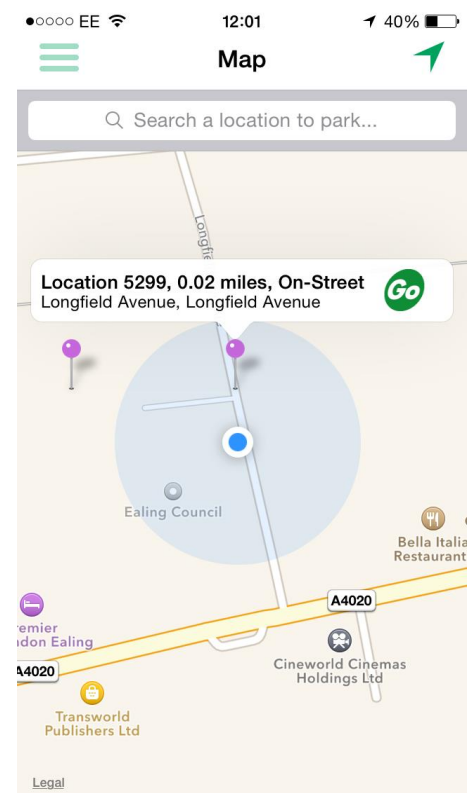 EE 12:01 40%
Map
Search a location to park...
Longfie
Location 5299, 0.02 miles, On-Street
Longfield Avenue, Longfield Avenue
Go
Ealing Council
Bella Italia
Restaurant
A4020
remier
ndon Ealing
A4020
Cineworld Cinemas
Holdings Ltd
Transworld
Publishers Ltd
Legal